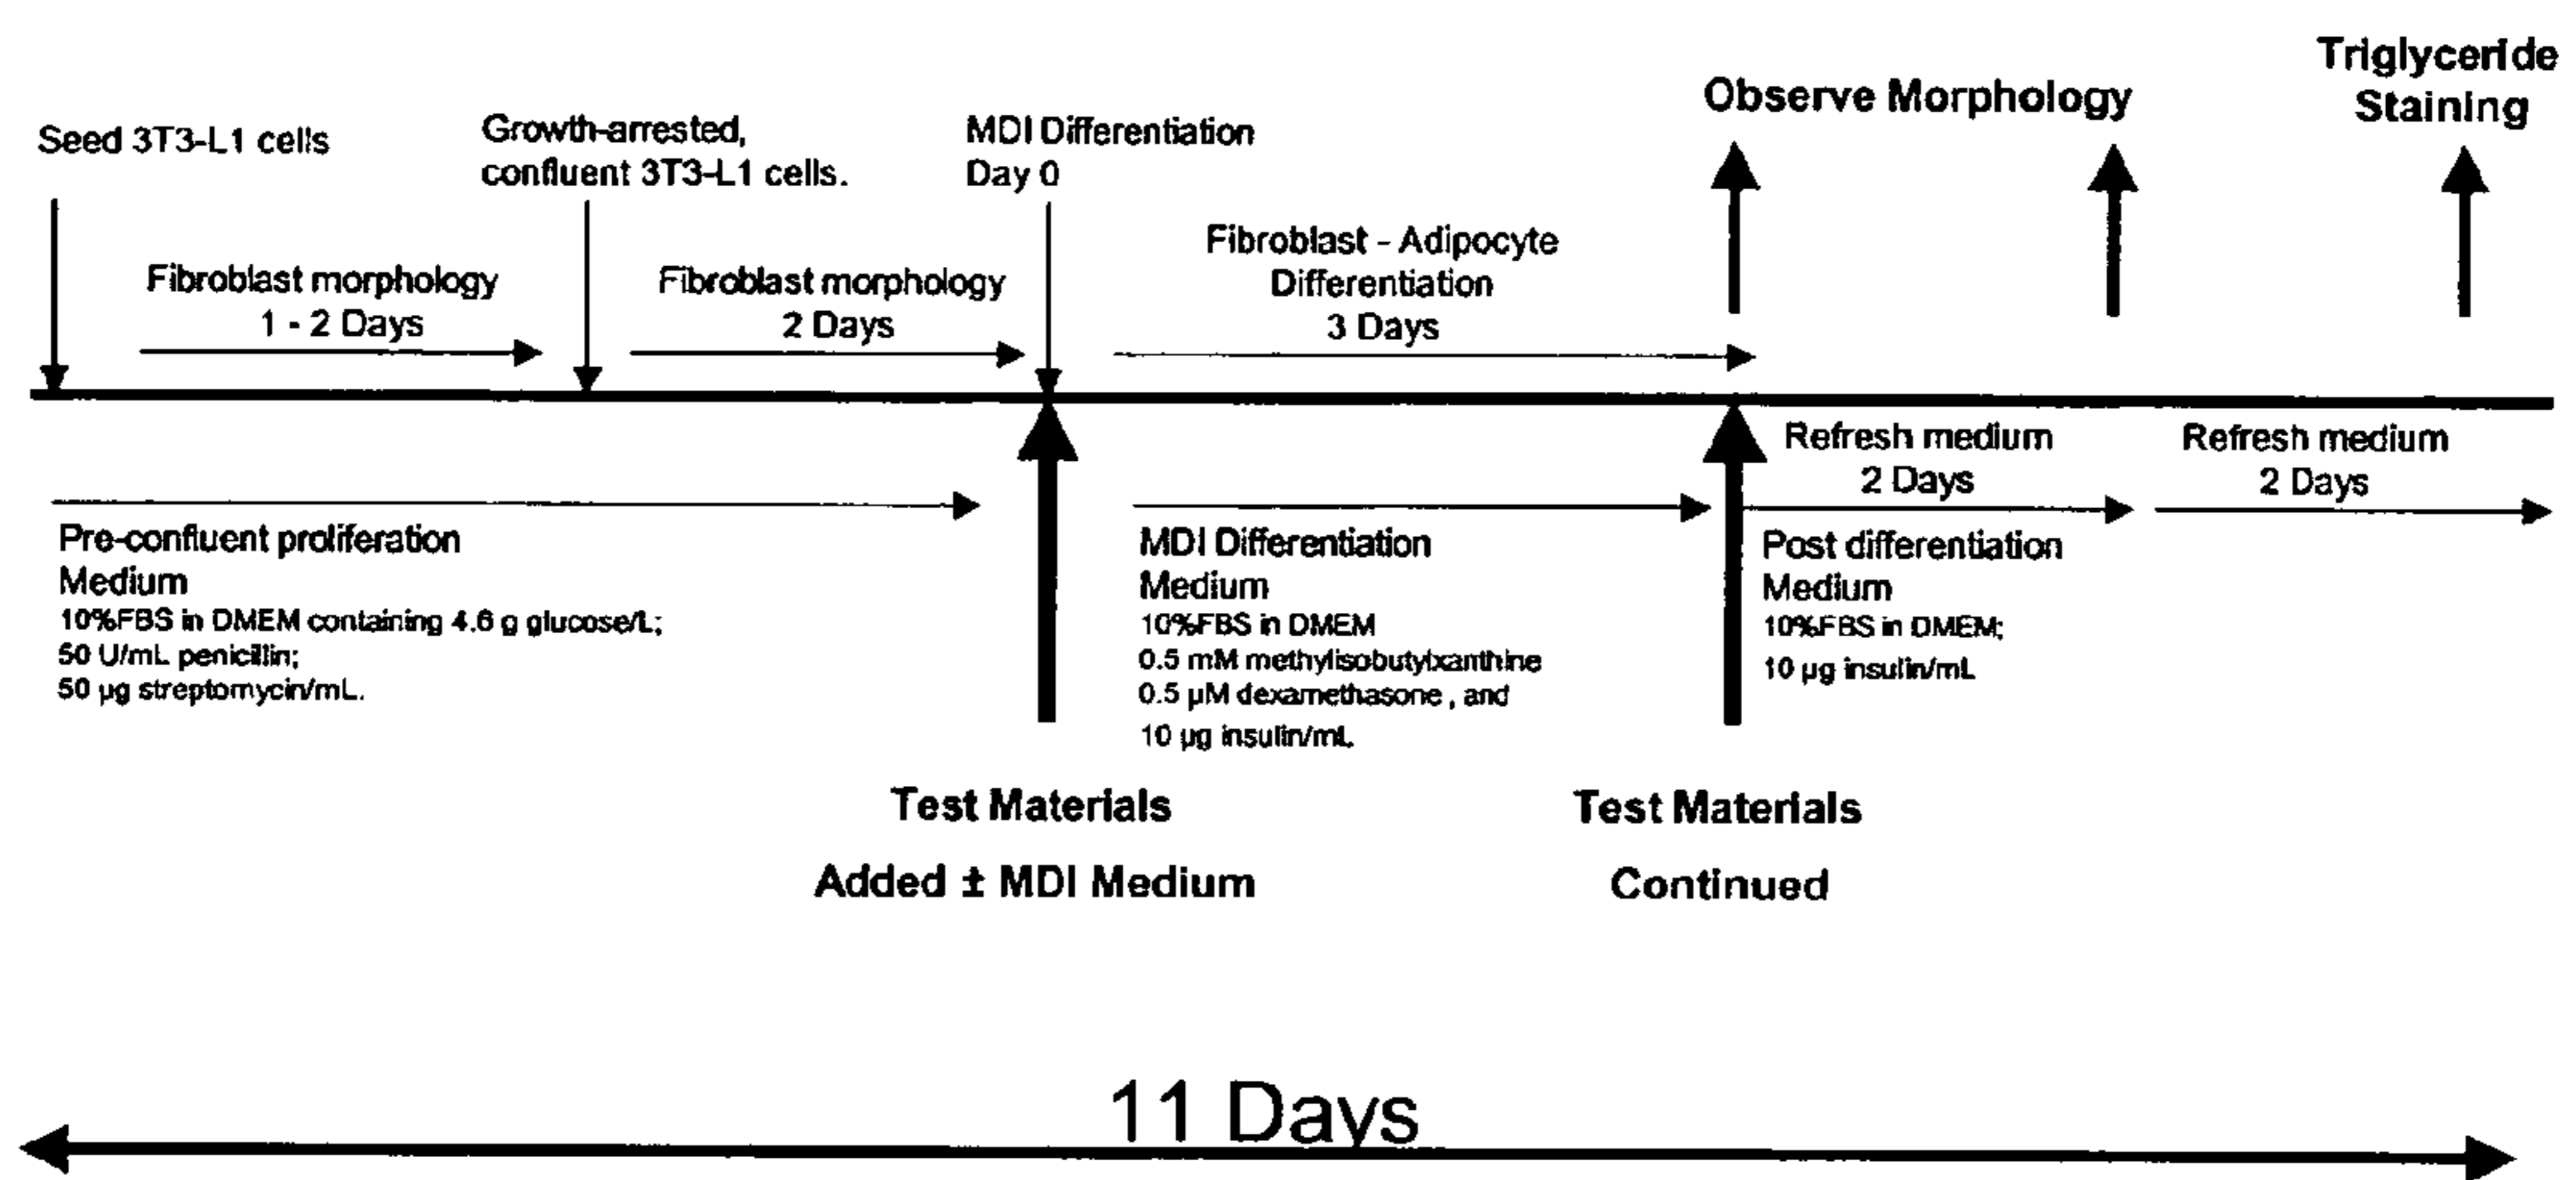 Seed 3T3-L1 cells
Growth-arrested,
confluent 3T3-L1 cells.
MDI Differentiation
Day 0
Observe Morphology
Triglyceride
Staining
Fibroblast morphology
1 - 2 Days
Fibroblast morphology
2 Days
Fibroblast - Adipocyte
Differentiation
3 Days
Refresh medium
2 Days
Refresh medium
2 Days
Pre-confluent proliferation
Medium
10%FBS in DMEM containing 4.6 g glucose/L;
50 U/mL penicillin;
50 µg streptomycin/mL.
MDI Differentiation
Medium
10%FBS in DMEM
0.5 mM methylisobutylxanthine
0.5 µM dexamethasone , and
10 µg insulin/mL
Post differentiation
Medium
10%FBS in DMEM;
10 µg insulin/mL
Test Materials
Added ± MDI Medium
Test Materials
Continued
11 Days